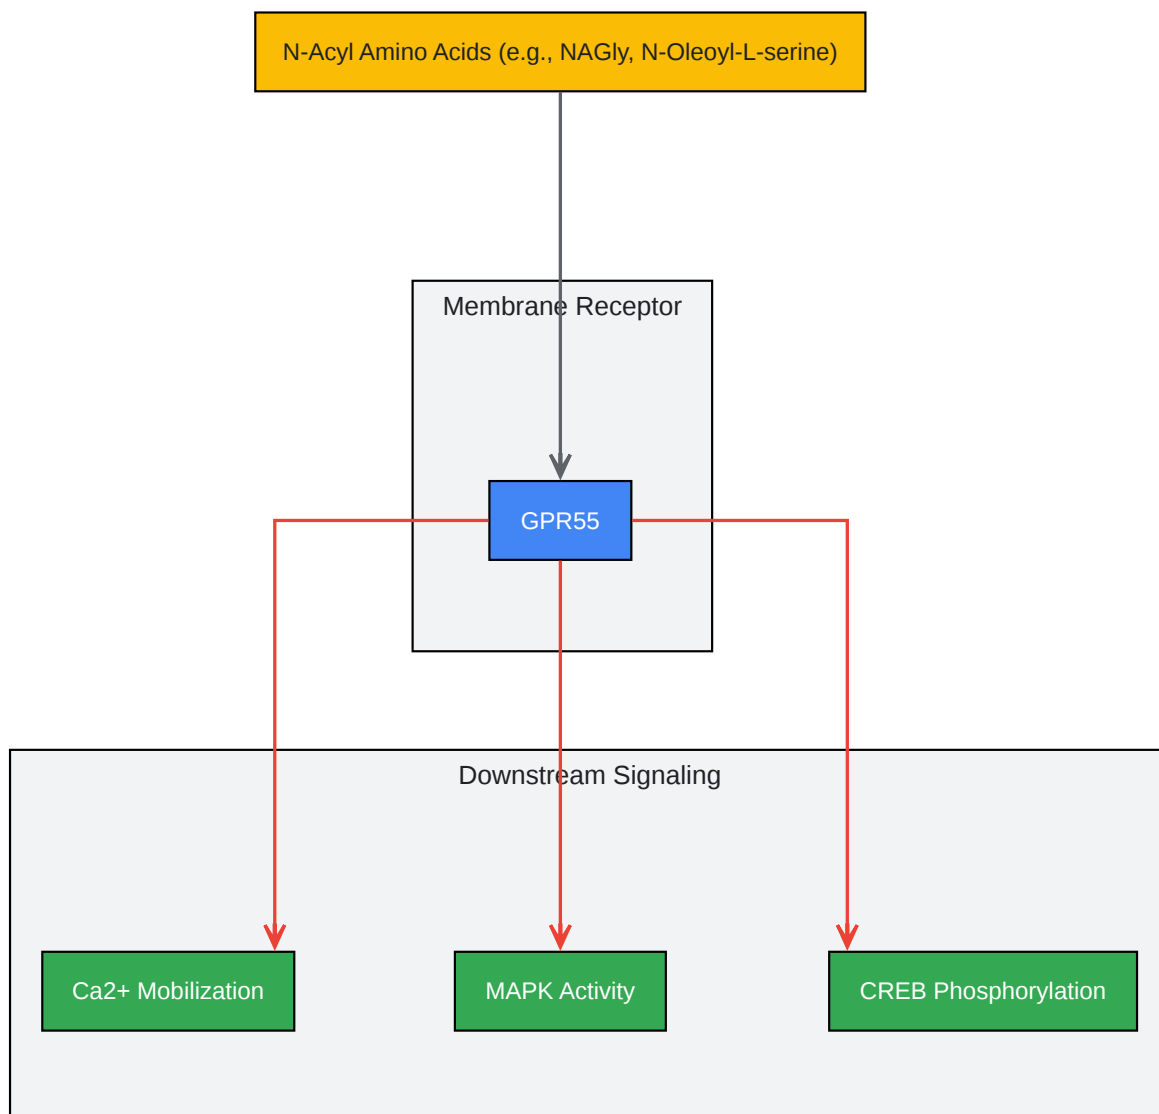 N-Acyl Amino Acids (e.g., NAGly, N-Oleoyl-L-serine)
Membrane Receptor
GPR55
Downstream Signaling
Ca2+ Mobilization
MAPK Activity
CREB Phosphorylation